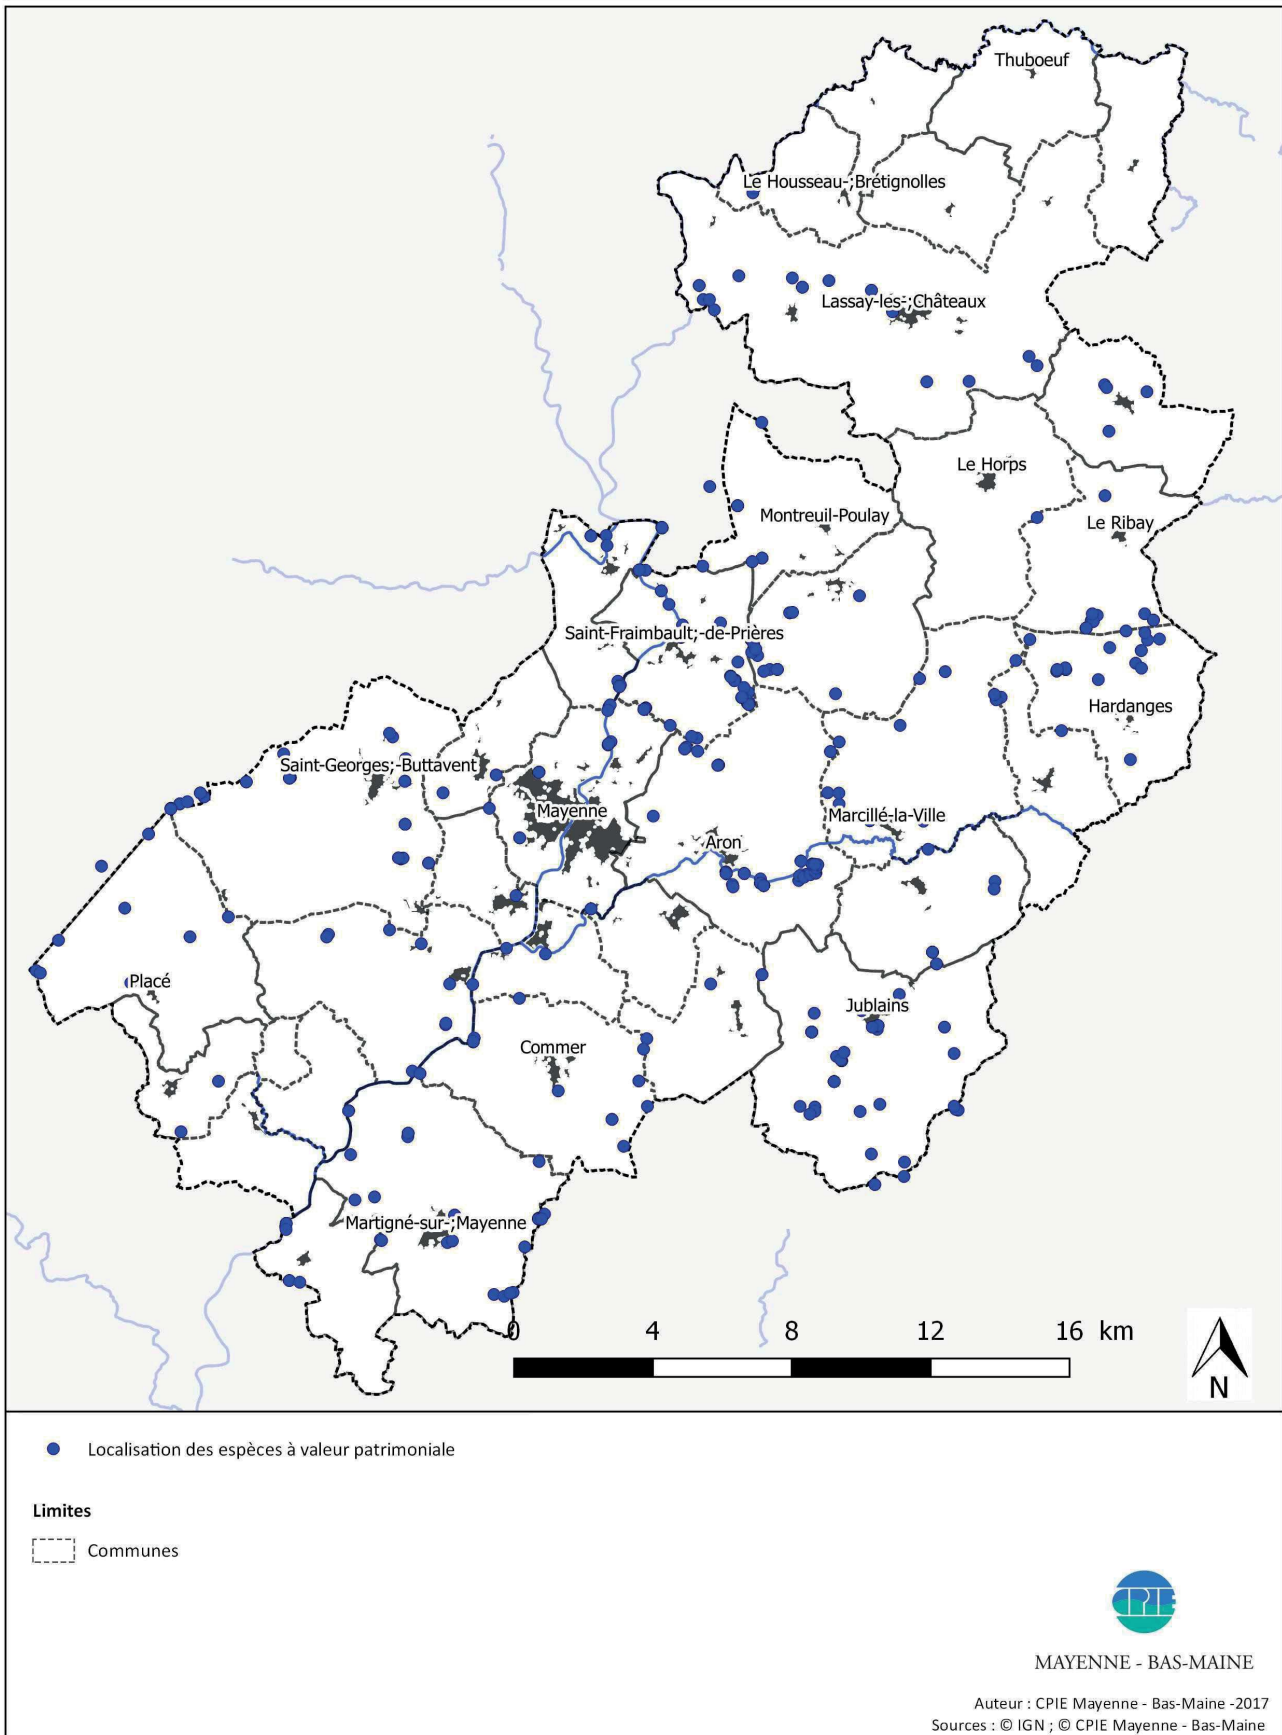 Thuboeuf
Le Housseau-;Brétignolles
Lassay-les-;Châteaux
Le Horps
Montreuil-Poulay
Le Ribay
Saint-Fraimbault;-de-Prières
Hardanges
Saint-Georges;-Buttavent
Mayenne
Marcillé-la-Ville
Aron
Placé
Jublains
Commer
Martigné-sur-;Mayenne
0 4 8 12 16 km
N
Localisation des espèces à valeur patrimoniale
Limites
Communes
CPIE
MAYENNE - BAS-MAINE
Auteur : CPIE Mayenne - Bas-Maine -2017
Sources : © IGN ; © CPIE Mayenne - Bas-Maine